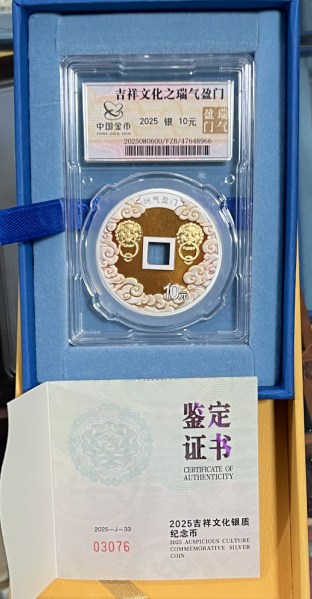 吉祥文化之瑞气盈门
中国金币
CHINA GOLD COIN
2025 银 10元
瑞气
盈门
2025080600/FZB/47648966
瑞气盈门
10元
鉴定
证书
CERTIFICATE OF
AUTHENTICITY
2025-J-33
03076
2025吉祥文化银质
纪念币
2025 AUSPICIOUS CULTURE
COMMEMORATIVE SILVER
COIN